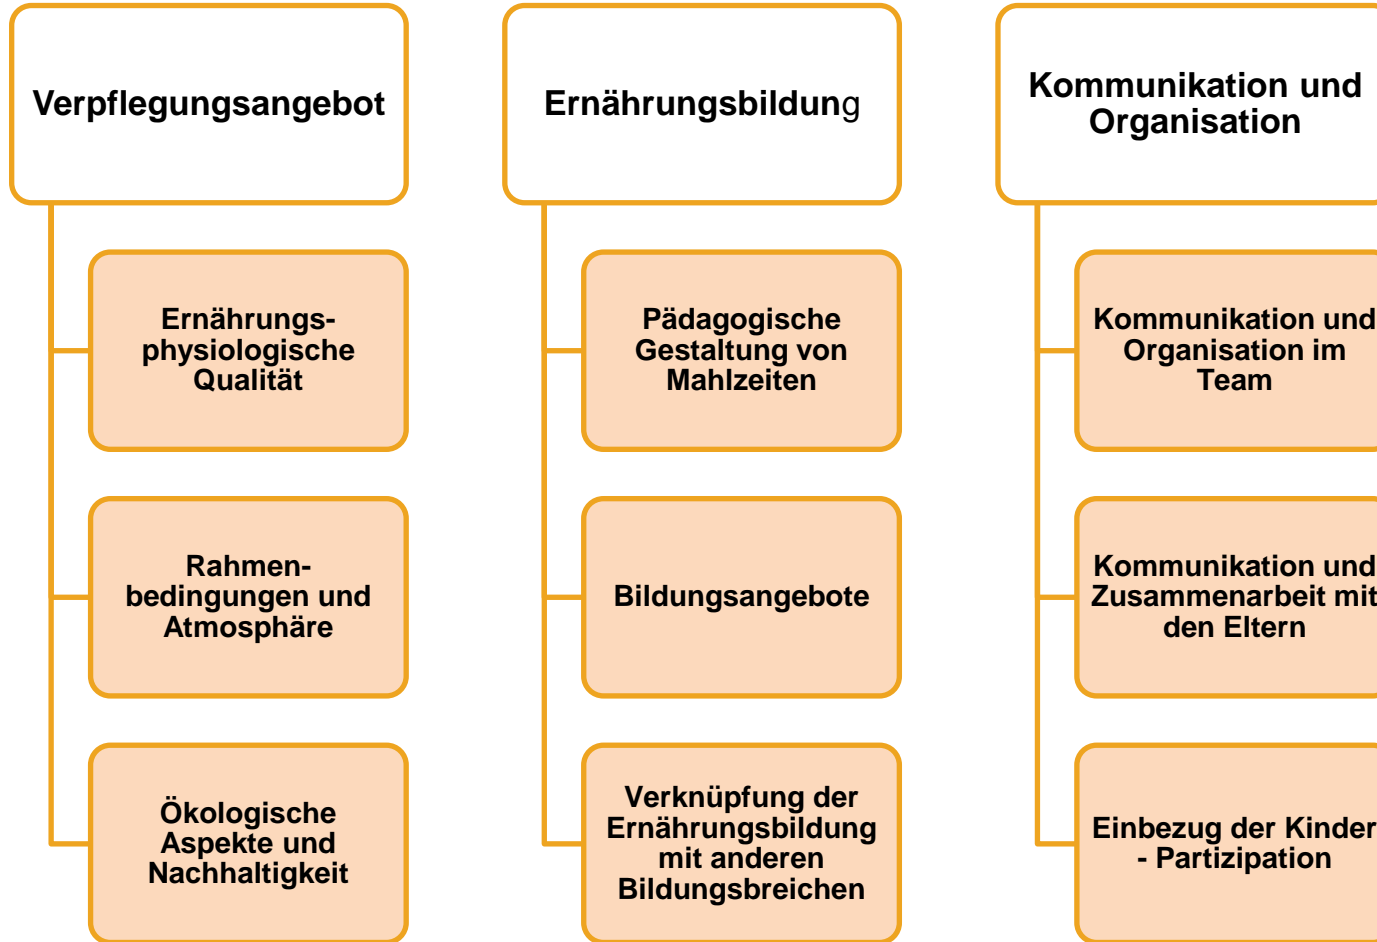 Verpflegungsangebot
Ernährungs-
physiologische
Qualität
Rahmen-
bedingungen und
Atmosphäre
Ökologische
Aspekte und
Nachhaltigkeit
Ernährungsbildung
Pädagogische
Gestaltung von
Mahlzeiten
Bildungsangebote
Verknüpfung der
Ernährungsbildung
mit anderen
Bildungsbreichen
Kommunikation und
Organisation
Kommunikation und
Organisation im
Team
Kommunikation und
Zusammenarbeit mit
den Eltern
Einbezug der Kinder
- Partizipation